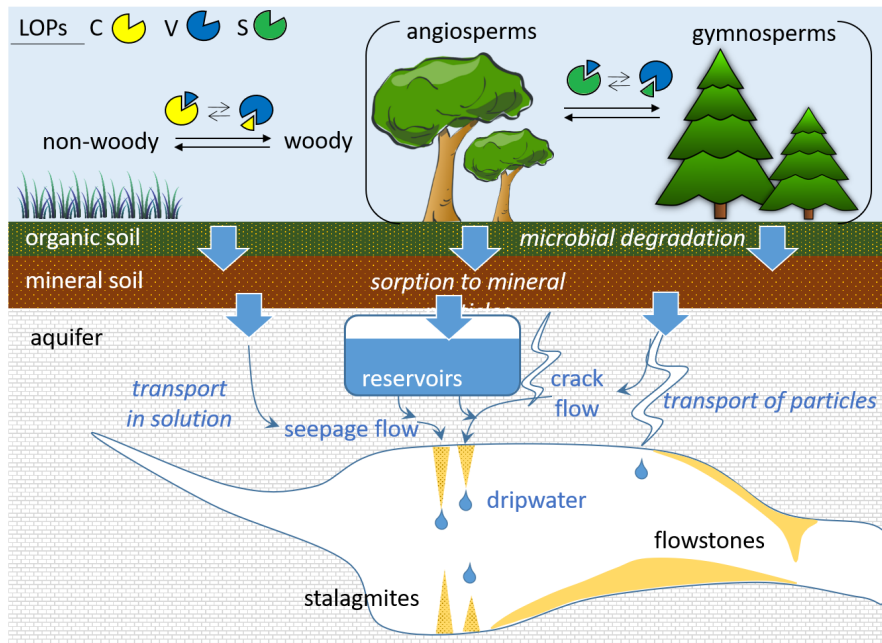 LOPs C V S
angiosperms
gymnosperms
non-woody
woody
organic soil
microbial degradation
mineral soil
sorption to mineral
aquifer
reservoirs
transport
in solution
seepage flow
crack
flow
transport of particles
dripwater
flowstones
stalagmites